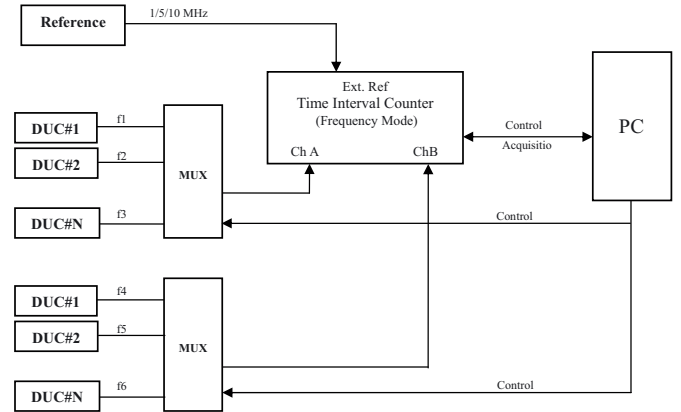 Reference
1/5/10 MHz
Ext. Ref
Time Interval Counter
(Frequency Mode)
Ch A
ChB
Control
Acquisitio
PC
DUC#1
f1
DUC#2
f2
MUX
DUC#N
f3
Control
DUC#1
f4
DUC#2
f5
MUX
DUC#N
f6
Control